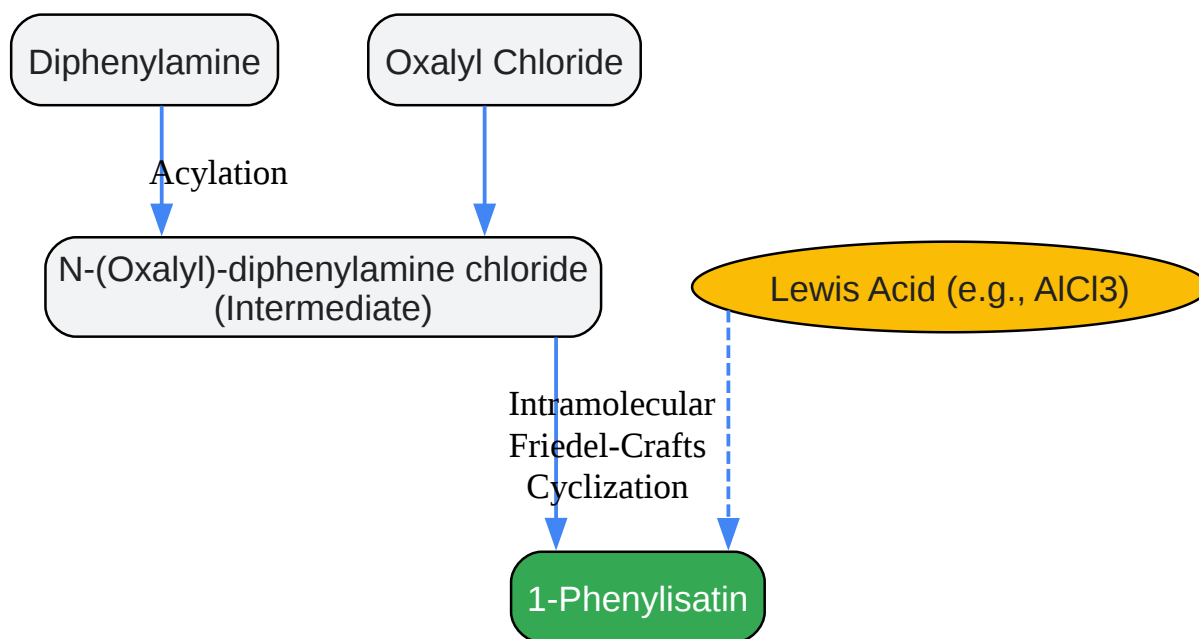 Diphenylamine
Oxalyl Chloride
Acylation
N-(Oxalyl)-diphenylamine chloride
(Intermediate)
Lewis Acid (e.g., AlCl3)
Intramolecular
Friedel-Crafts
Cyclization
1-Phenylisatin